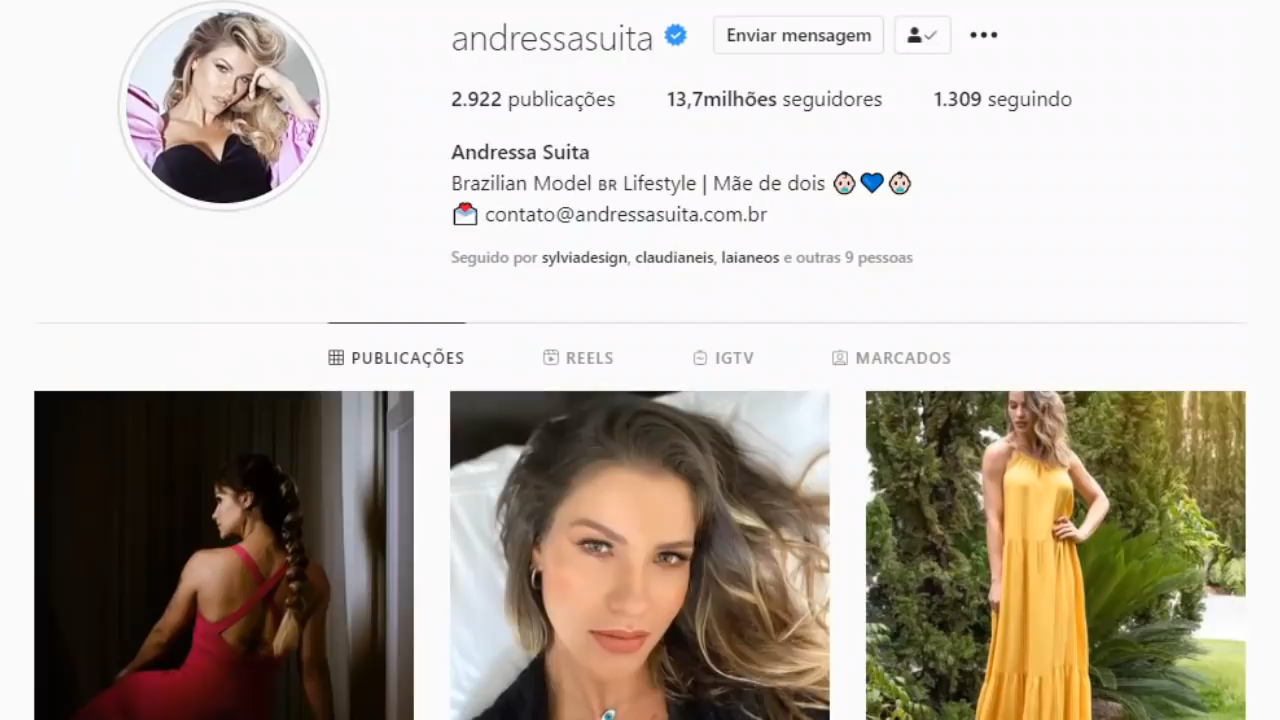 andressasuita Enviar mensagem
2.922 publicações 13,7milhões seguidores 1.309 seguindo
Andressa Suita
Brazilian Model BR Lifestyle | Mãe de dois
contato@andressasuita.com.br
Seguido por sylviadesign, claudianeis, laianeos e outras 9 pessoas
PUBLICAÇÕES REELS IGTV MARCADOS